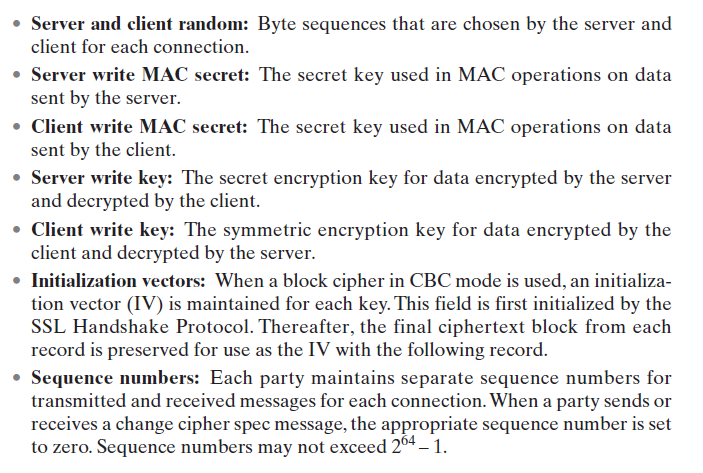 • Server and client random: Byte sequences that are chosen by the server and
client for each connection.
• Server write MAC secret: The secret key used in MAC operations on data
sent by the server.
• Client write MAC secret: The secret key used in MAC operations on data
sent by the client.
• Server write key: The secret encryption key for data encrypted by the server
and decrypted by the client.
• Client write key: The symmetric encryption key for data encrypted by the
client and decrypted by the server.
• Initialization vectors: When a block cipher in CBC mode is used, an initializa-
tion vector (IV) is maintained for each key. This field is first initialized by the
SSL Handshake Protocol. Thereafter, the final ciphertext block from each
record is preserved for use as the IV with the following record.
• Sequence numbers: Each party maintains separate sequence numbers for
transmitted and received messages for each connection. When a party sends or
receives a change cipher spec message, the appropriate sequence number is set
to zero. Sequence numbers may not exceed 2⁶⁴ – 1.